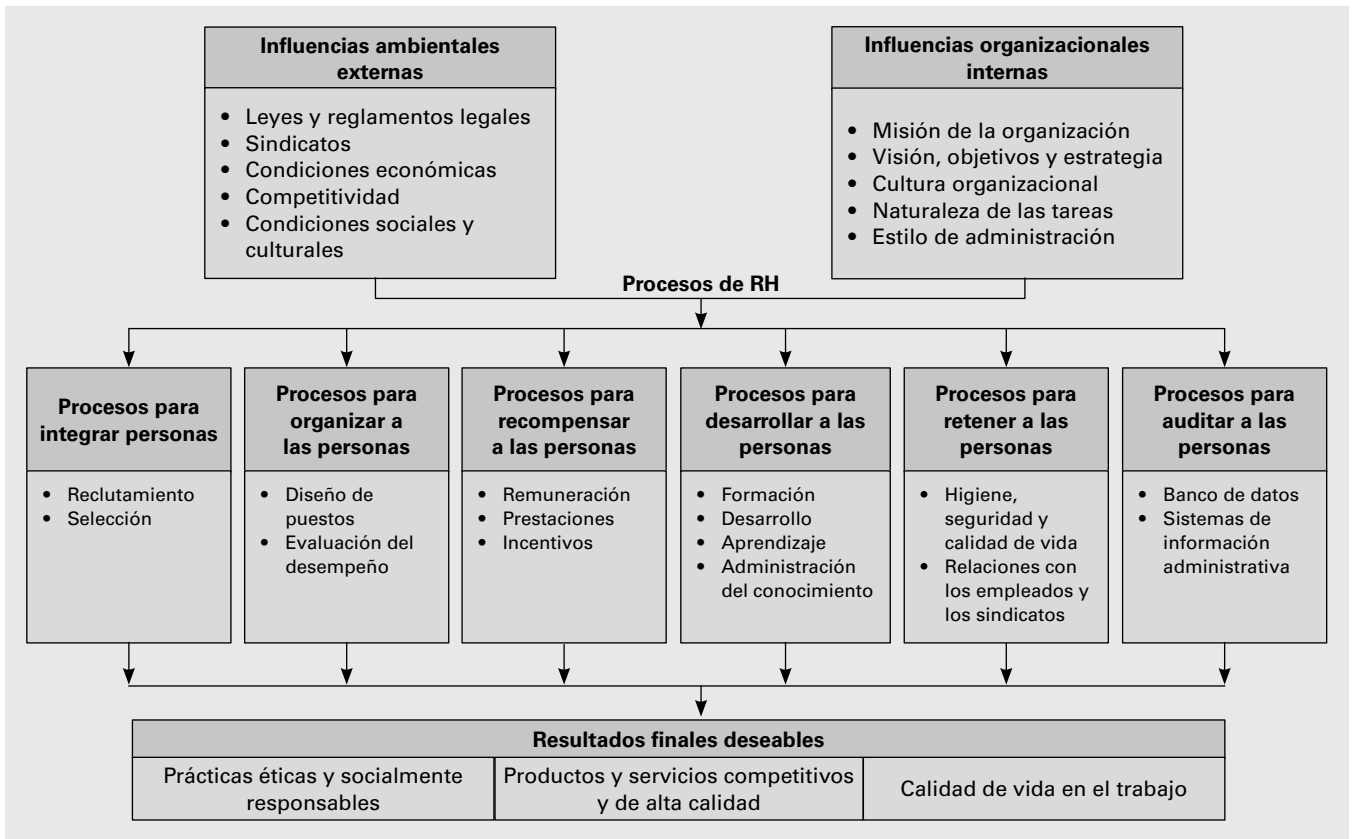 Influencias ambientales
externas
• Leyes y reglamentos legales
• Sindicatos
• Condiciones económicas
• Competitividad
• Condiciones sociales y
culturales
Influencias organizacionales
internas
• Misión de la organización
• Visión, objetivos y estrategia
• Cultura organizacional
• Naturaleza de las tareas
• Estilo de administración
Procesos de RH
Procesos para
integrar personas
• Reclutamiento
• Selección
Procesos para
organizar a
las personas
• Diseño de
puestos
• Evaluación del
desempeño
Procesos para
recompensar
a las personas
• Remuneración
• Prestaciones
• Incentivos
Procesos para
desarrollar a las
personas
• Formación
• Desarrollo
• Aprendizaje
• Administración
del conocimiento
Procesos para
retener a las
personas
• Higiene,
seguridad y
calidad de vida
• Relaciones con
los empleados y
los sindicatos
Procesos para
auditar a las
personas
• Banco de datos
• Sistemas de
información
administrativa
Resultados finales deseables
Prácticas éticas y socialmente
responsables
Productos y servicios competitivos
y de alta calidad
Calidad de vida en el trabajo